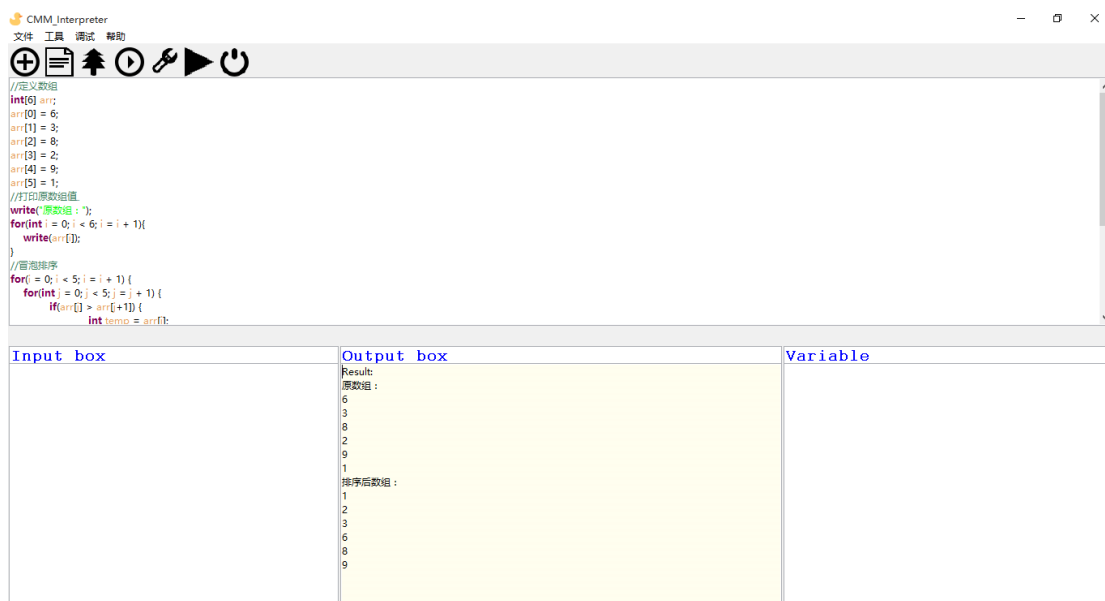 CMM_Interpreter
文件 工具 调试 帮助
//定义数组
int[6] arr;
arr[0] = 6;
arr[1] = 3;
arr[2] = 8;
arr[3] = 2;
arr[4] = 9;
arr[5] = 1;
//打印原数组值
write("原数组：");
for(int i = 0; i < 6; i = i + 1){
write(arr[i]);
}
//冒泡排序
for(i = 0; i < 5; i = i + 1) {
for(int j = 0; j < 5; j = j + 1) {
if(arr[j] > arr[j+1]) {
int temp = arr[j];
Input box
Output box
Variable
Result:
原数组：
6
3
8
2
9
1
排序后数组：
1
2
3
6
8
9